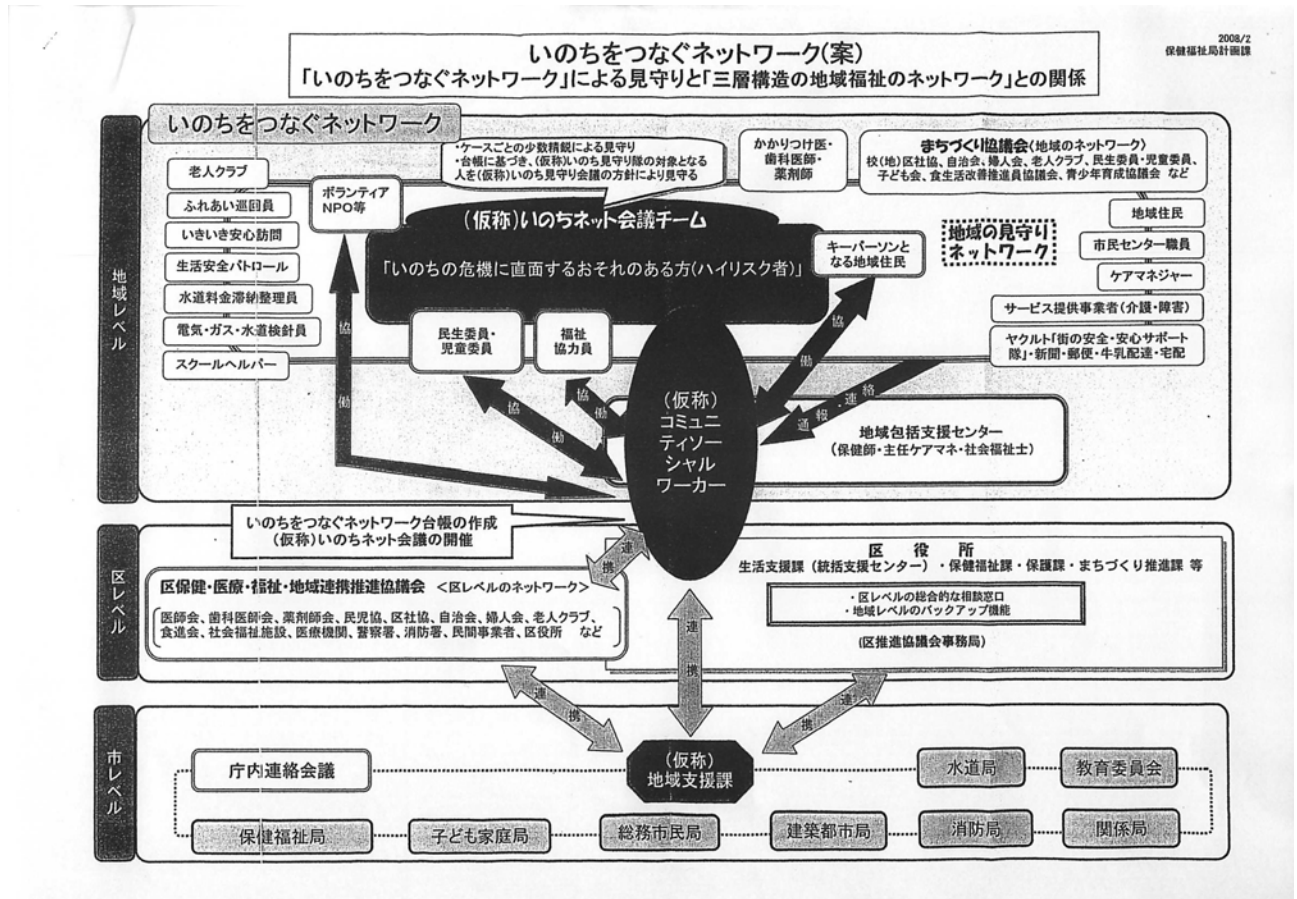 2008/2
保健福祉局計画課
いのちをつなぐネットワーク(案)
「いのちをつなぐネットワーク」による見守りと「三層構造の地域福祉のネットワーク」との関係
地域レベル
いのちをつなぐネットワーク
・ケースごとの少数精鋭による見守り
・台帳に基づき、(仮称)いのち見守り隊の対象となる
人を(仮称)いのち見守り会議の方針により見守る
かかりつけ医・
歯科医師・
薬剤師
まちづくり協議会〈地域のネットワーク〉
校(地)区社協、自治会、婦人会、老人クラブ、民生委員・児童委員、
子ども会、食生活改善推進員協議会、青少年育成協議会 など
老人クラブ
ふれあい巡回員
いきいき安心訪問
生活安全パトロール
水道料金滞納整理員
電気・ガス・水道検針員
スクールヘルパー
ボランティア
NPO等
(仮称)いのちネット会議チーム
「いのちの危機に直面するおそれのある方(ハイリスク者)」
キーパーソンと
なる地域住民
地域の見守り
ネットワーク
地域住民
市民センター職員
ケアマネジャー
サービス提供事業者(介護・障害)
ヤクルト「街の安全・安心サポート
隊」・新聞・郵便・牛乳配達・宅配
民生委員・
児童委員
福祉
協力員
協働
協働
協働
協働
通報・連絡
(仮称)
コミュニ
ティソー
シャル
ワーカー
地域包括支援センター
(保健師・主任ケアマネ・社会福祉士)
いのちをつなぐネットワーク台帳の作成
(仮称)いのちネット会議の開催
区レベル
連携
区保健・医療・福祉・地域連携推進協議会 <区レベルのネットワーク>
医師会、歯科医師会、薬剤師会、民児協、区社協、自治会、婦人会、老人クラブ、
食進会、社会福祉施設、医療機関、警察署、消防署、民間事業者、区役所 など
区 役 所
生活支援課(統括支援センター)・保健福祉課・保護課・まちづくり推進課 等
・区レベルの総合的な相談窓口
・地域レベルのバックアップ機能
(区推進協議会事務局)
連携
連携
連携
市レベル
庁内連絡会議
(仮称)
地域支援課
水道局
教育委員会
保健福祉局
子ども家庭局
総務市民局
建築都市局
消防局
関係局